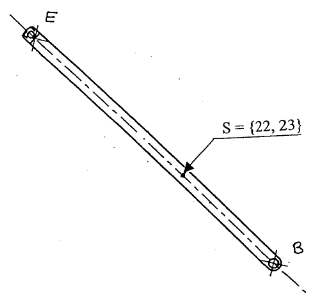 E
S = {22, 23}
B